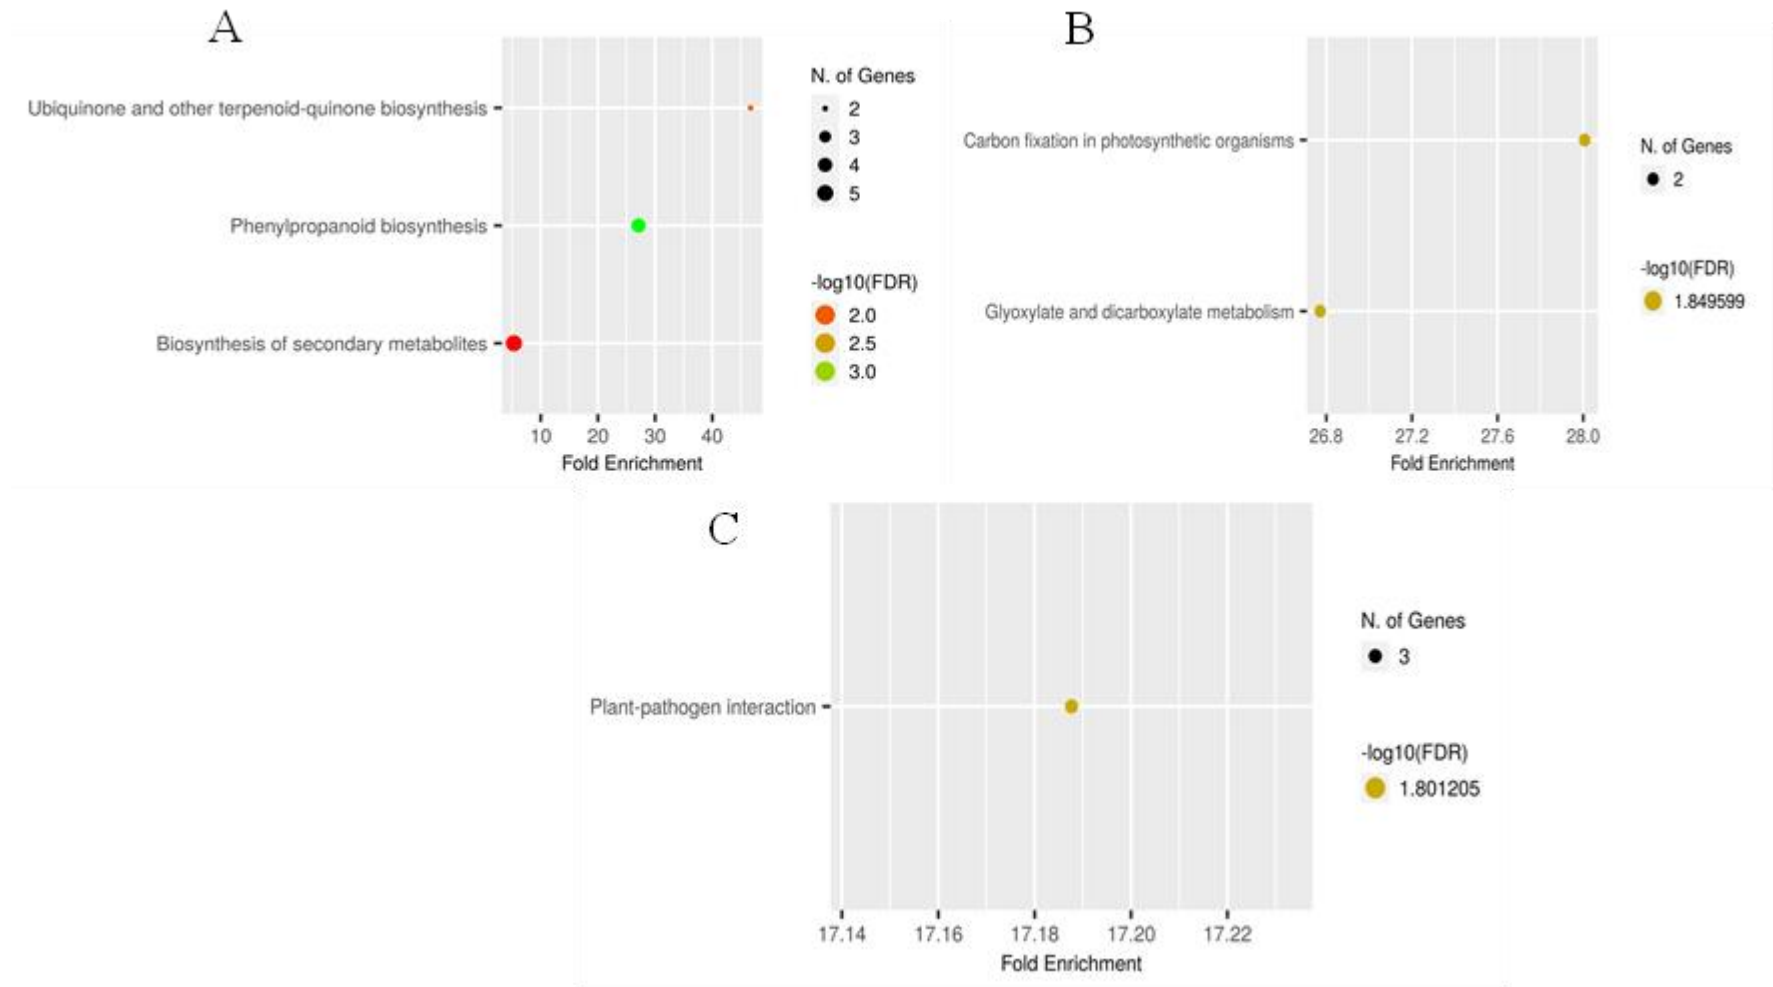 A
Ubiquinone and other terpenoid-quinone biosynthesis
Phenylpropanoid biosynthesis
Biosynthesis of secondary metabolites
10 20 30 40
Fold Enrichment
N. of Genes
2
3
4
5
-log10(FDR)
2.0
2.5
3.0
B
Carbon fixation in photosynthetic organisms
Glyoxylate and dicarboxylate metabolism
26.8 27.2 27.6 28.0
Fold Enrichment
N. of Genes
2
-log10(FDR)
1.849599
C
Plant-pathogen interaction
17.14 17.16 17.18 17.20 17.22
Fold Enrichment
N. of Genes
3
-log10(FDR)
1.801205